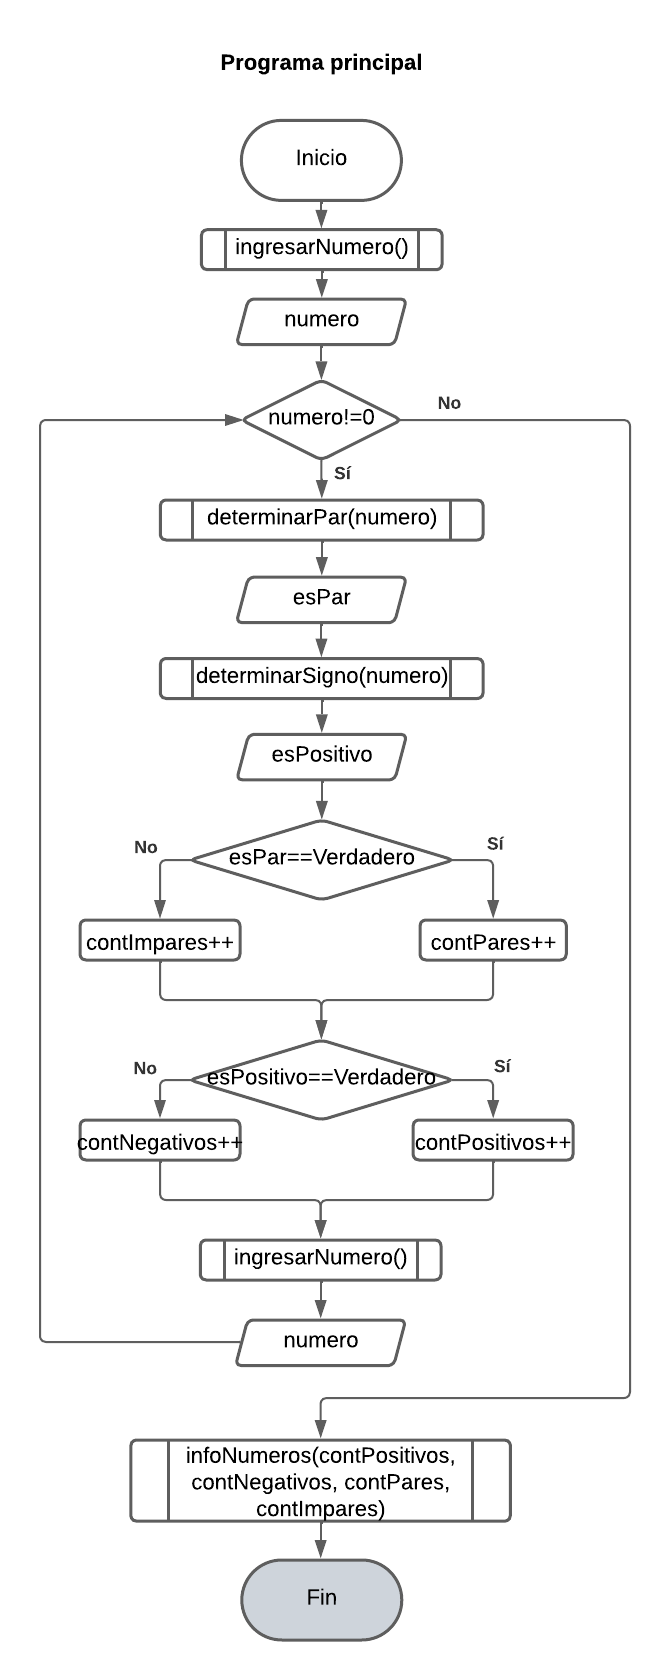 Programa principal
Inicio
ingresarNumero()
numero
numero!=0
No
Sí
determinarPar(numero)
esPar
determinarSigno(numero)
esPositivo
No
esPar==Verdadero
Sí
contImpares++
contPares++
No
esPositivo==Verdadero
Sí
contNegativos++
contPositivos++
ingresarNumero()
numero
infoNumeros(contPositivos,
contNegativos, contPares,
contImpares)
Fin